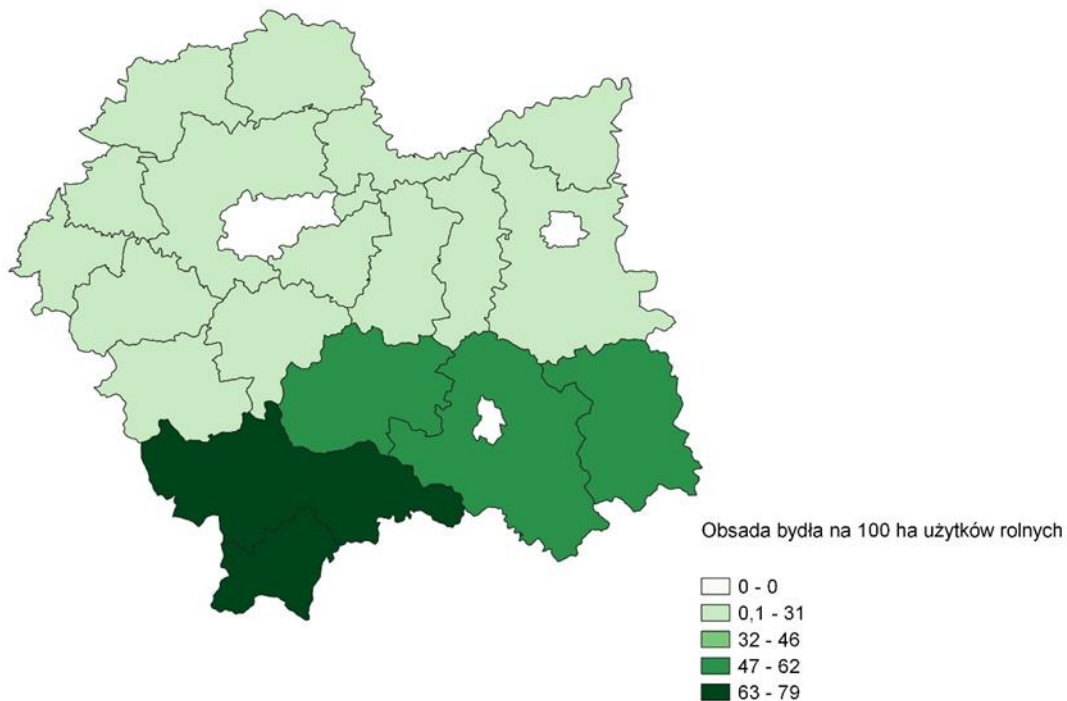 Obsada bydła na 100 ha użytków rolnych
0 - 0
0,1 - 31
32 - 46
47 - 62
63 - 79